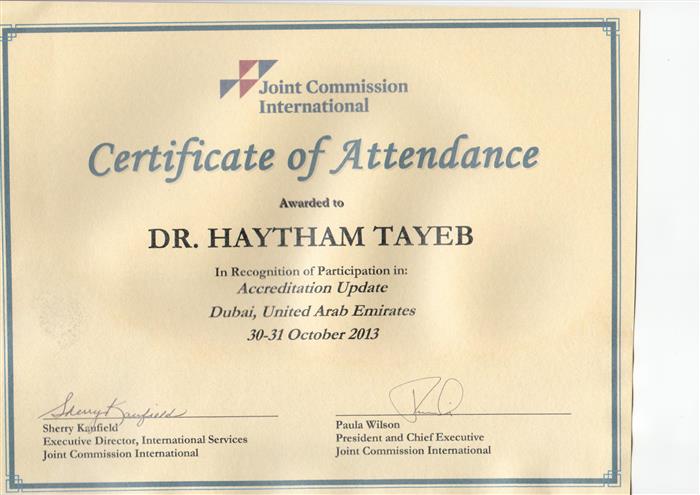 Joint Commission
International
Certificate of Attendance
Awarded to
DR. HAYTHAM TAYEB
In Recognition of Participation in:
Accreditation Update
Dubai, United Arab Emirates
30-31 October 2013
Sherry Kaufield
Sherry Kaufield
Executive Director, International Services
Joint Commission International
Paula Wilson
President and Chief Executive
Joint Commission International